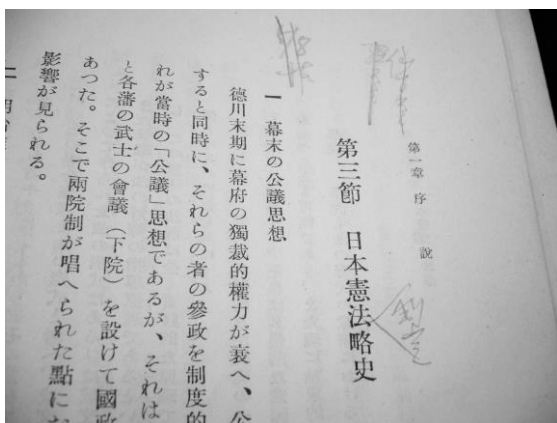 第一章 序説
第三節 日本憲法略史
一 幕末の公議思想
德川末期に幕府の獨裁的權力が衰へ、公
すると同時に、それらの者の參政を制度的
れが當時の「公議」思想であるが、それは
と各藩の武士の會議（下院）を設けて國政
あつた。そこで兩院制が唱へられた點にお
影響が見られる。
二